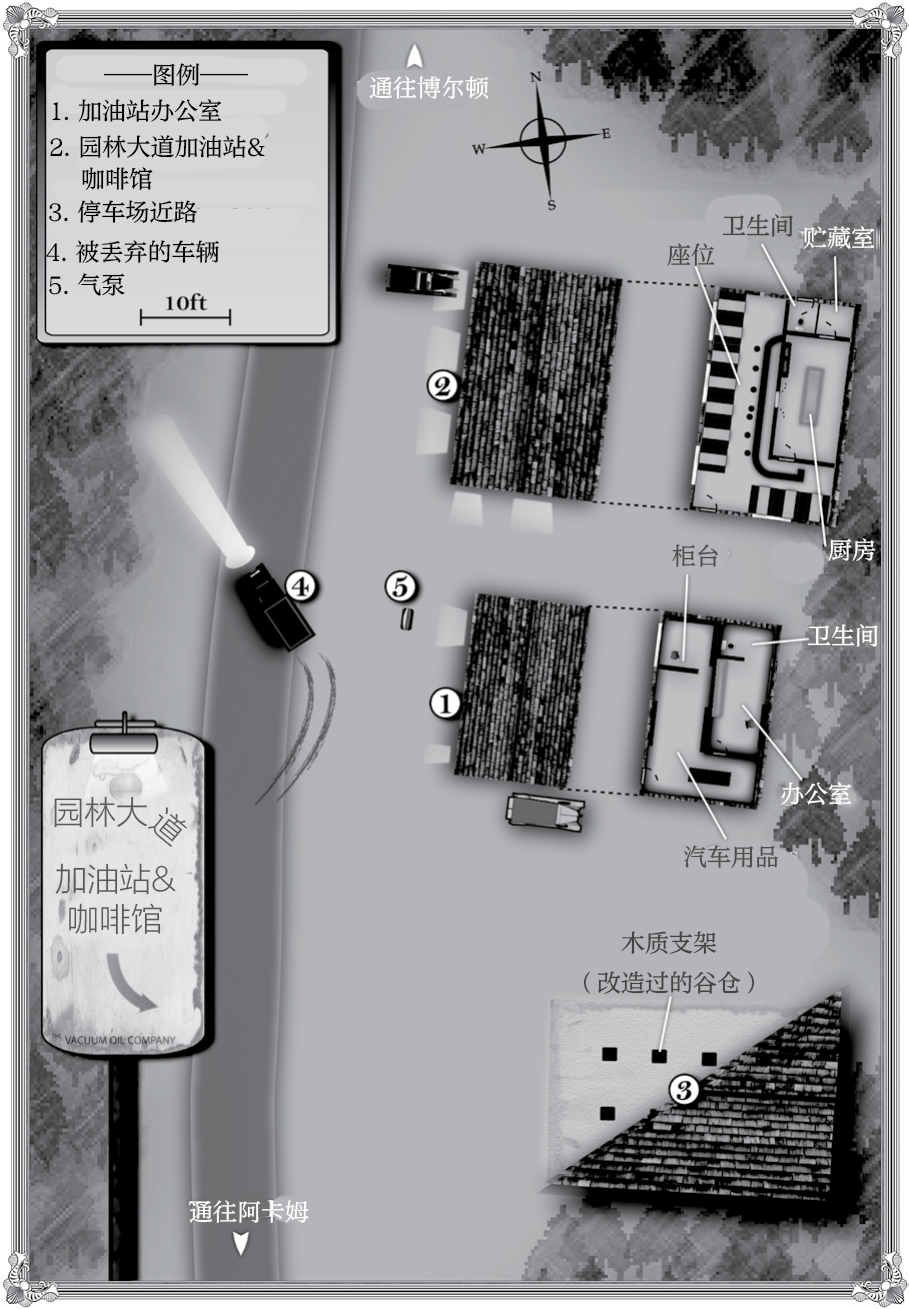 ——图例——
1. 加油站办公室
2. 园林大道加油站&
咖啡馆
3. 停车场近路
4. 被丢弃的车辆
5. 气泵
10ft
通往博尔顿
N
W
E
S
卫生间
贮藏室
座位
2
厨房
柜台
4
5
卫生间
1
办公室
汽车用品
园林大道
加油站&
咖啡馆
™ VACUUM OIL COMPANY
木质支架
（改造过的谷仓）
3
通往阿卡姆